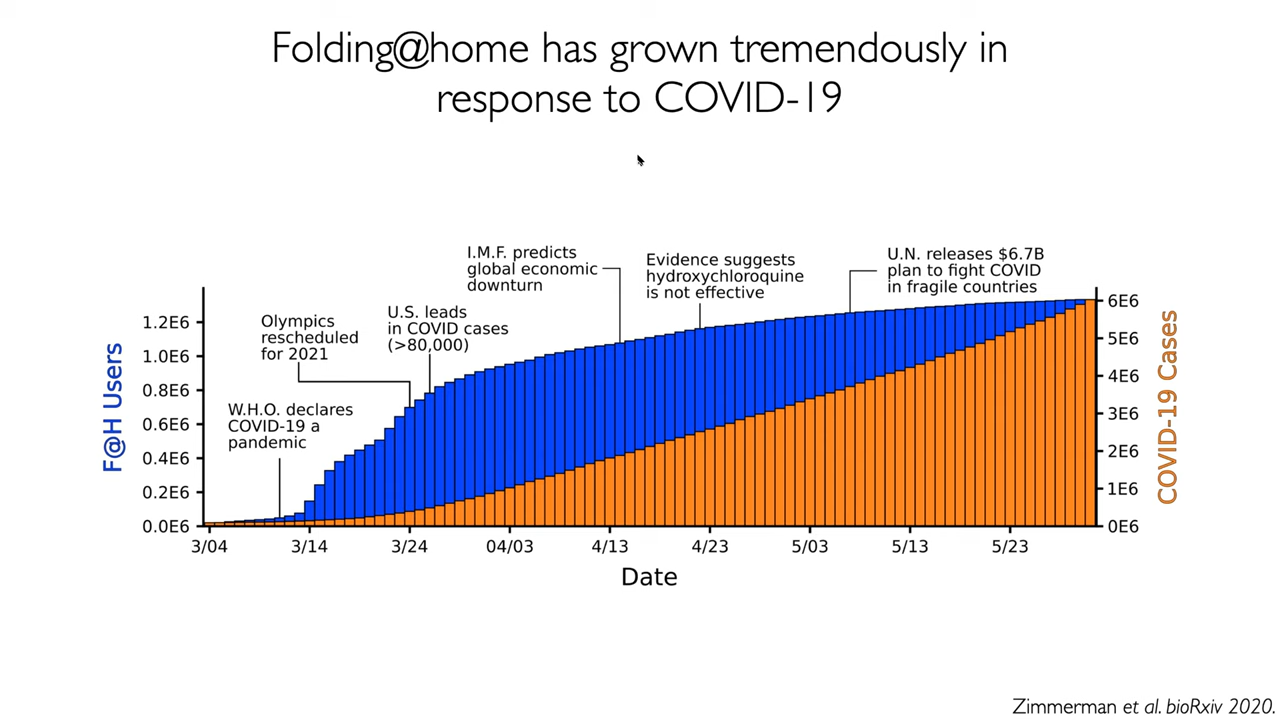 Folding@home has grown tremendously in
response to COVID-19
I.M.F. predicts
global economic
downturn
Evidence suggests
hydroxychloroquine
is not effective
U.N. releases $6.7B
plan to fight COVID
in fragile countries
U.S. leads
in COVID cases
(>80,000)
Olympics
rescheduled
for 2021
W.H.O. declares
COVID-19 a
pandemic
F@H Users
1.2E6
1.0E6
0.8E6
0.6E6
0.4E6
0.2E6
0.0E6
6E6
5E6
4E6
3E6
2E6
1E6
0E6
COVID-19 Cases
3/04 3/14 3/24 04/03 4/13 4/23 5/03 5/13 5/23
Date
Zimmerman et al. bioRxiv 2020.